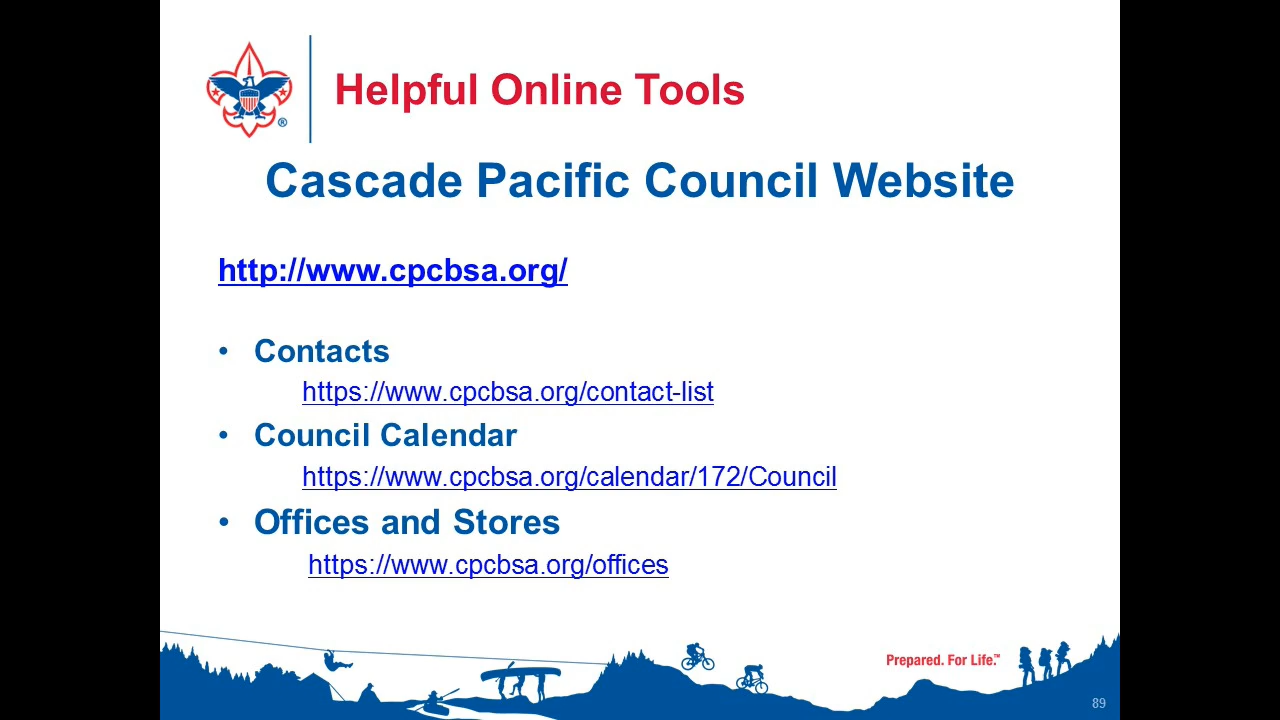 Helpful Online Tools
®
Cascade Pacific Council Website
http://www.cpcbsa.org/
• Contacts
https://www.cpcbsa.org/contact-list
• Council Calendar
https://www.cpcbsa.org/calendar/172/Council
• Offices and Stores
https://www.cpcbsa.org/offices
Prepared. For Life.™
89